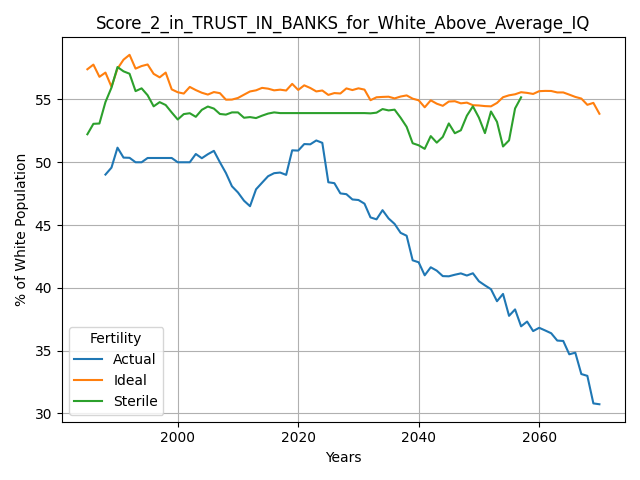 Score_2_in_TRUST_IN_BANKS_for_White_Above_Average_IQ
% of White Population
55
50
45
40
35
30
Fertility
Actual
Ideal
Sterile
2000 2020 2040 2060
Years